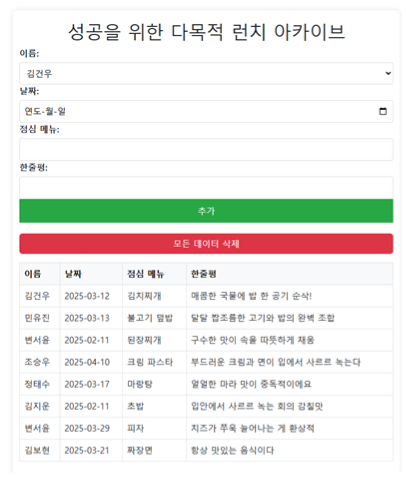 성공을 위한 다목적 런치 아카이브
이름:
김건우
날짜:
연도-월-일
점심 메뉴:
한줄평:
추가
모든 데이터 삭제
이름 날짜 점심 메뉴 한줄평
김건우 2025-03-12 김치찌개 매콤한 국물에 밥 한 공기 순삭!
민유진 2025-03-13 불고기 덮밥 달달 짭조름한 고기와 밥의 완벽 조합
변서윤 2025-02-11 된장찌개 구수한 맛이 속을 따뜻하게 채움
조승우 2025-04-10 크림 파스타 부드러운 크림과 면이 입에서 사르르 녹는다
정태수 2025-03-17 마랑탕 얼얼한 마라 맛이 중독적이에요
김지운 2025-02-11 초밥 입안에서 사르르 녹는 회의 감칠맛
변서윤 2025-03-29 피자 치즈가 쭈욱 늘어나는 게 환상적
김보현 2025-03-21 짜장면 항상 맛있는 음식이다